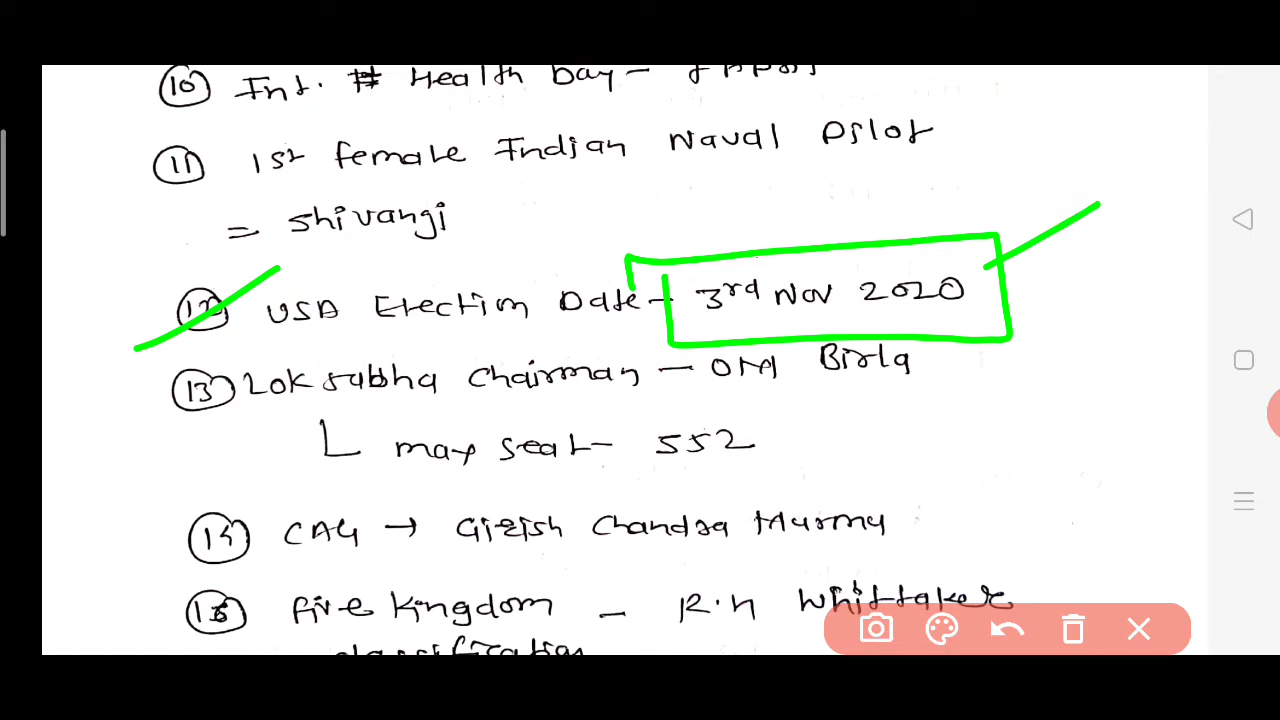 10 Int. Health Day -
11 1st female Indian Naval Pilot
= Shivangi
12 USA Election Date - 3rd Nov 2020
13 Lok sabha Chairman - OM Birla
max seat - 552
14 CAG → Girish Chandra Murmu
15 five kingdom - R.H Whittaker
classification